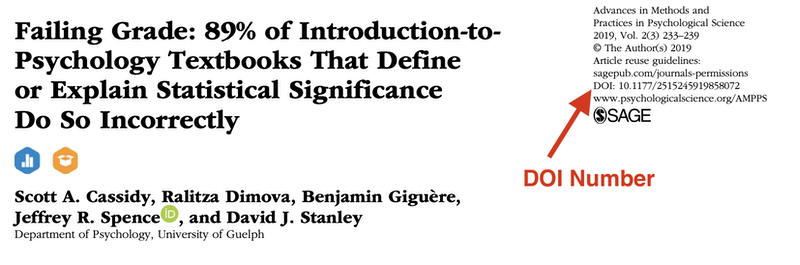 Failing Grade: 89% of Introduction-to-
Psychology Textbooks That Define
or Explain Statistical Significance
Do So Incorrectly
Scott A. Cassidy, Ralitza Dimova, Benjamin Giguère,
Jeffrey R. Spence iD, and David J. Stanley
Department of Psychology, University of Guelph
Advances in Methods and
Practices in Psychological Science
2019, Vol. 2(3) 233–239
© The Author(s) 2019
Article reuse guidelines:
sagepub.com/journals-permissions
DOI: 10.1177/2515245919858072
www.psychologicalscience.org/AMPPS
SAGE
DOI Number